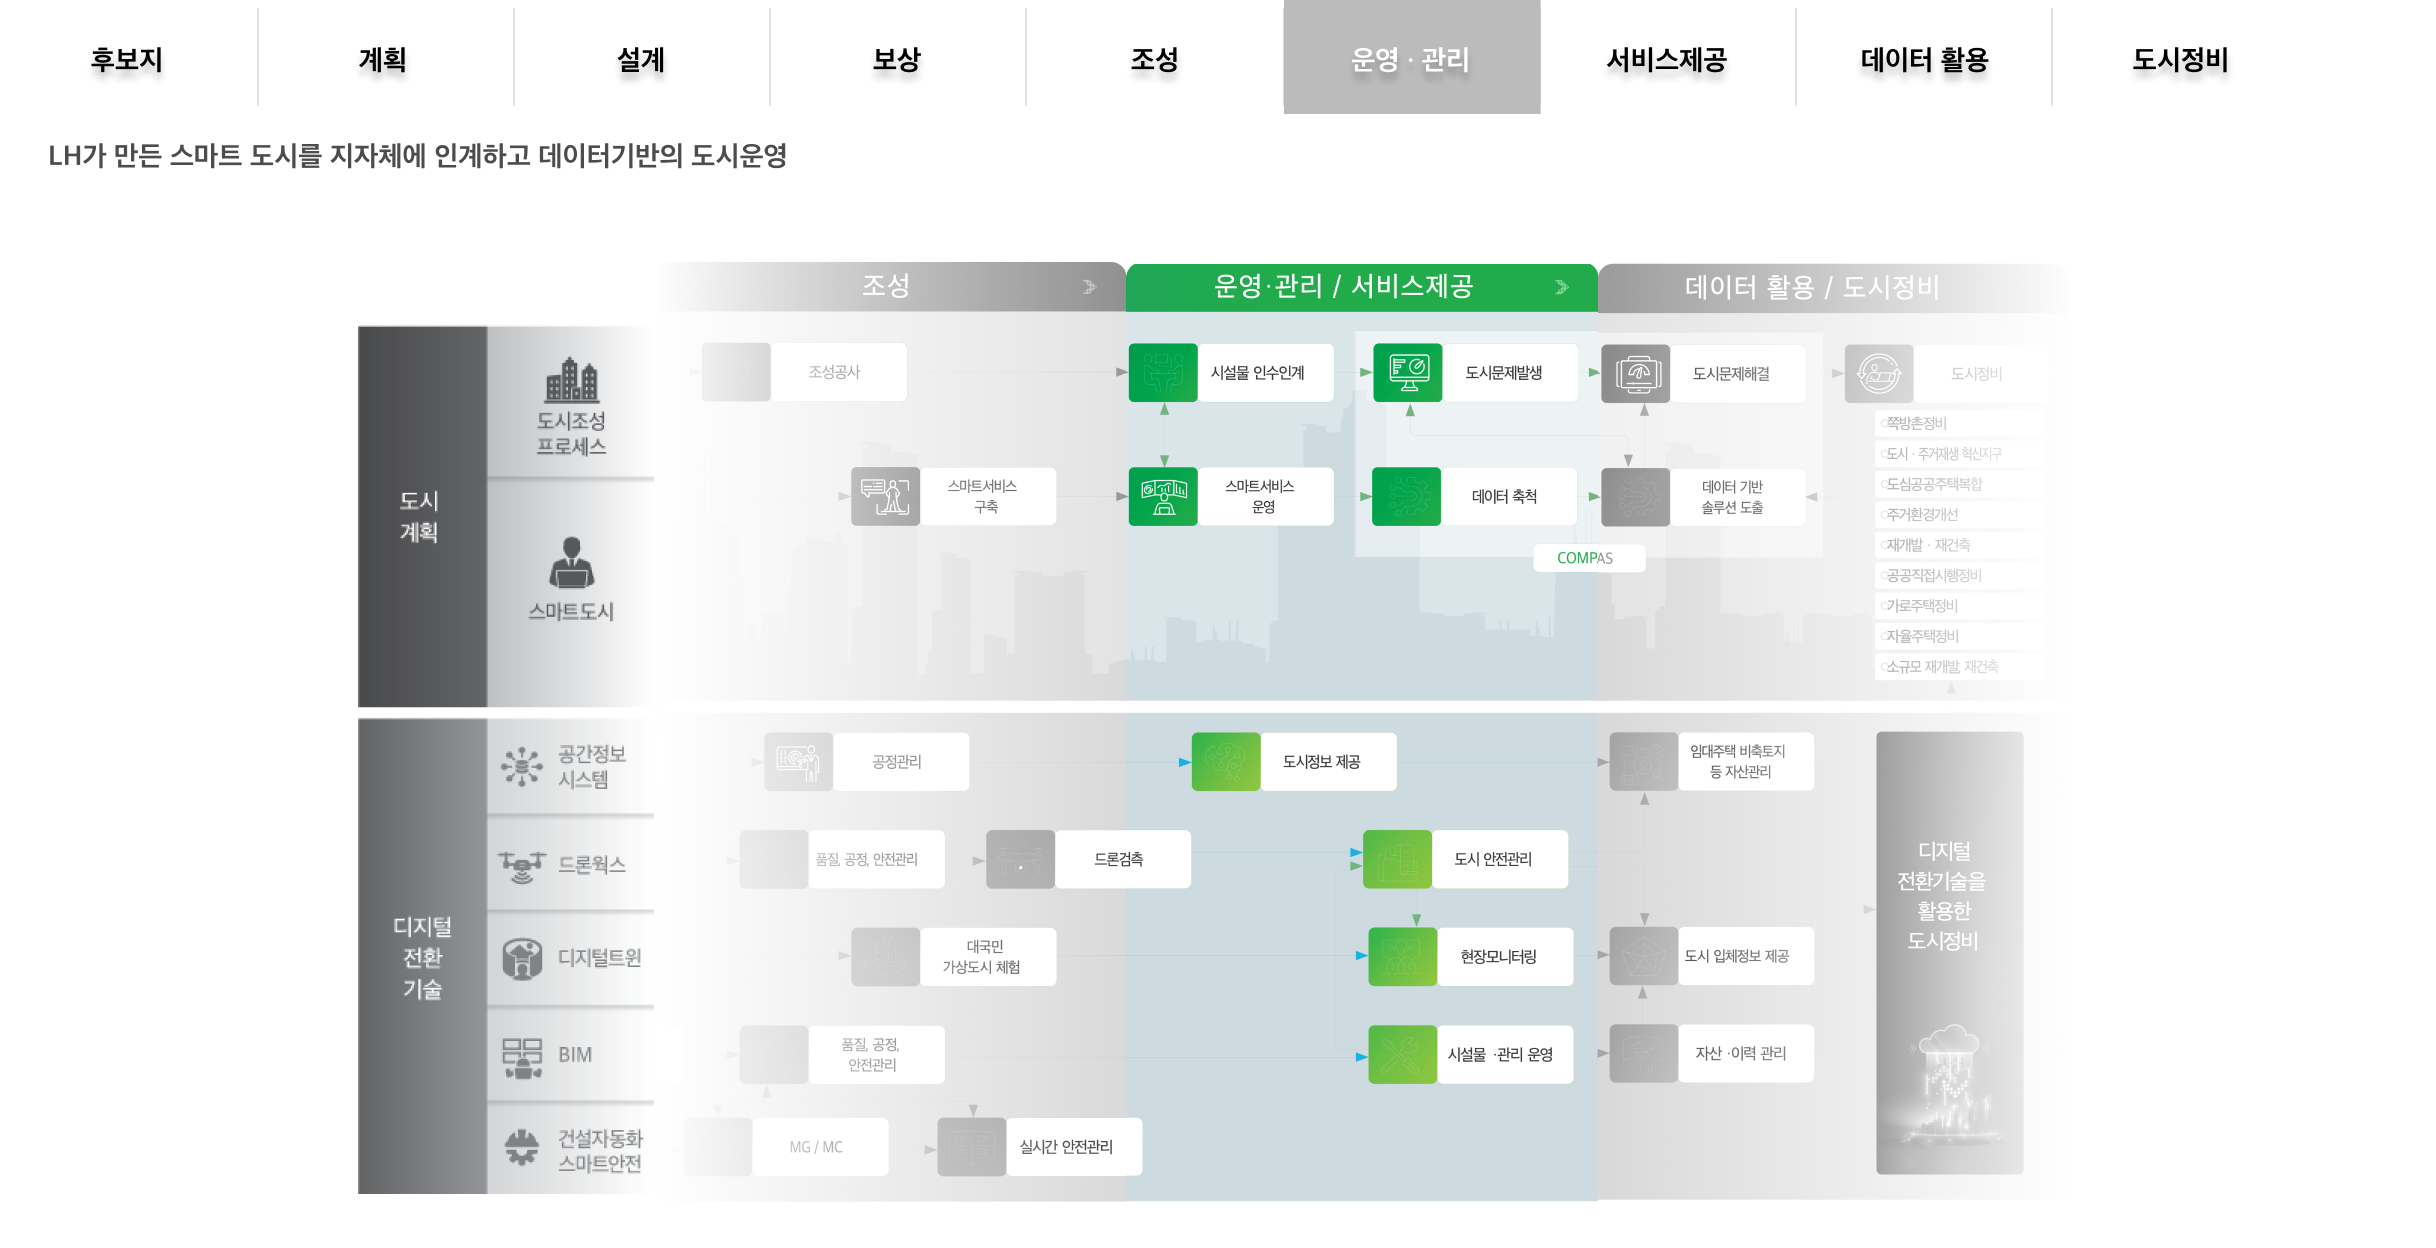 후보지
계획
설계
보상
조성
운영 · 관리
서비스제공
데이터 활용
도시정비
LH가 만든 스마트 도시를 지자체에 인계하고 데이터기반의 도시운영
조성
운영·관리 / 서비스제공
데이터 활용 / 도시정비
도시
계획
도시조성
프로세스
스마트도시
조성공사
시설물 인수인계
도시문제발생
도시문제해결
도시정비
스마트서비스
구축
스마트서비스
운영
데이터 축척
데이터 기반
솔루션 도출
COMPAS
쪽방촌정비
도시 · 주거재생 혁신지구
도심공공주택복합
주거환경개선
재개발 · 재건축
공공직접시행정비
가로주택정비
자율주택정비
소규모 재개발, 재건축
디지털
전환
기술
공간정보
시스템
공정관리
도시정보 제공
임대주택 비축토지
등 자산관리
드론웍스
품질, 공정, 안전관리
드론검측
도시 안전관리
디지털트윈
대국민
가상도시 체험
현장모니터링
도시 입체정보 제공
BIM
품질, 공정,
안전관리
시설물 ·관리 운영
자산 ·이력 관리
건설자동화
스마트안전
MG / MC
실시간 안전관리
디지털
전환기술을
활용한
도시정비